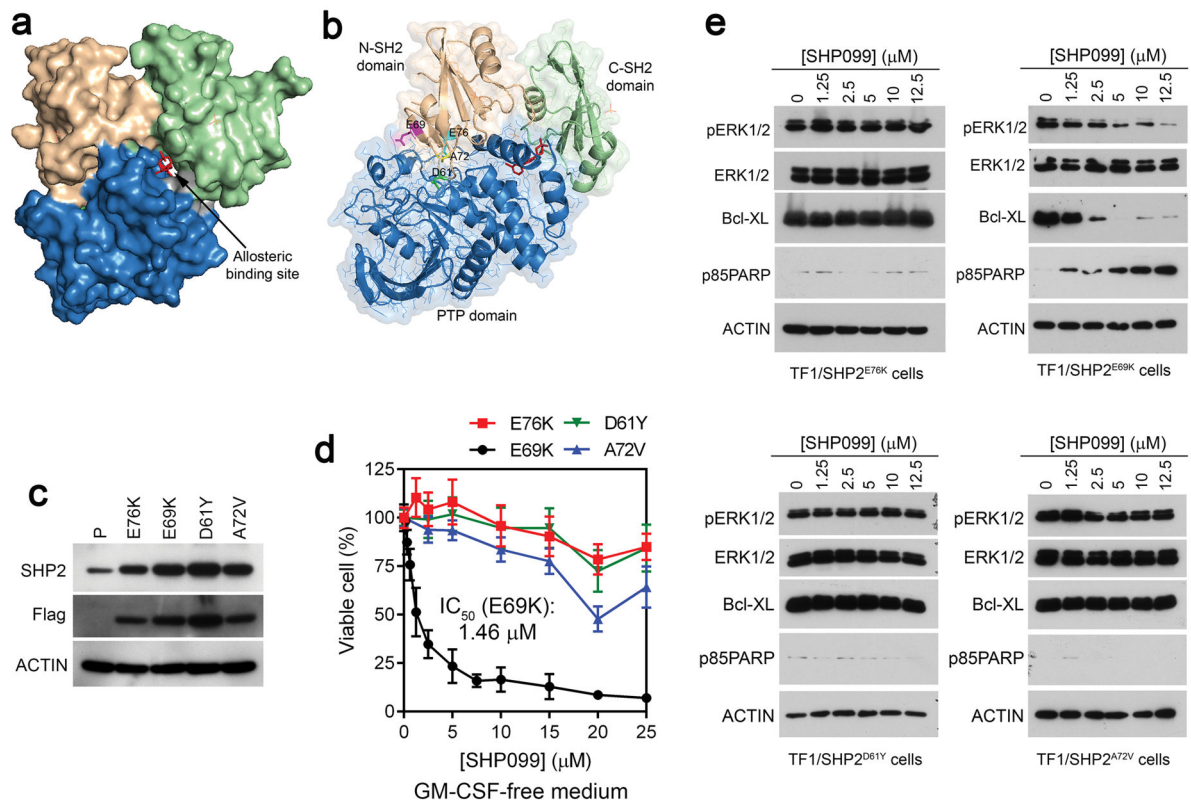 a
Allosteric
binding site
b
N-SH2
domain
C-SH2
domain
E69
E76
A72
D61
PTP domain
c
P E76K E69K D61Y A72V
SHP2
Flag
ACTIN
d
E76K D61Y
E69K A72V
Viable cell (%)
125
100
75
50
25
0
IC50 (E69K):
1.46 μM
0 5 10 15 20 25
[SHP099] (μM)
GM-CSF-free medium
e
[SHP099] (μM)
0 1.25 2.5 5 10 12.5
pERK1/2
ERK1/2
Bcl-XL
p85PARP
ACTIN
TF1/SHP2E76K cells
[SHP099] (μM)
0 1.25 2.5 5 10 12.5
pERK1/2
ERK1/2
Bcl-XL
p85PARP
ACTIN
TF1/SHP2E69K cells
[SHP099] (μM)
0 1.25 2.5 5 10 12.5
pERK1/2
ERK1/2
Bcl-XL
p85PARP
ACTIN
TF1/SHP2D61Y cells
[SHP099] (μM)
0 1.25 2.5 5 10 12.5
pERK1/2
ERK1/2
Bcl-XL
p85PARP
ACTIN
TF1/SHP2A72V cells